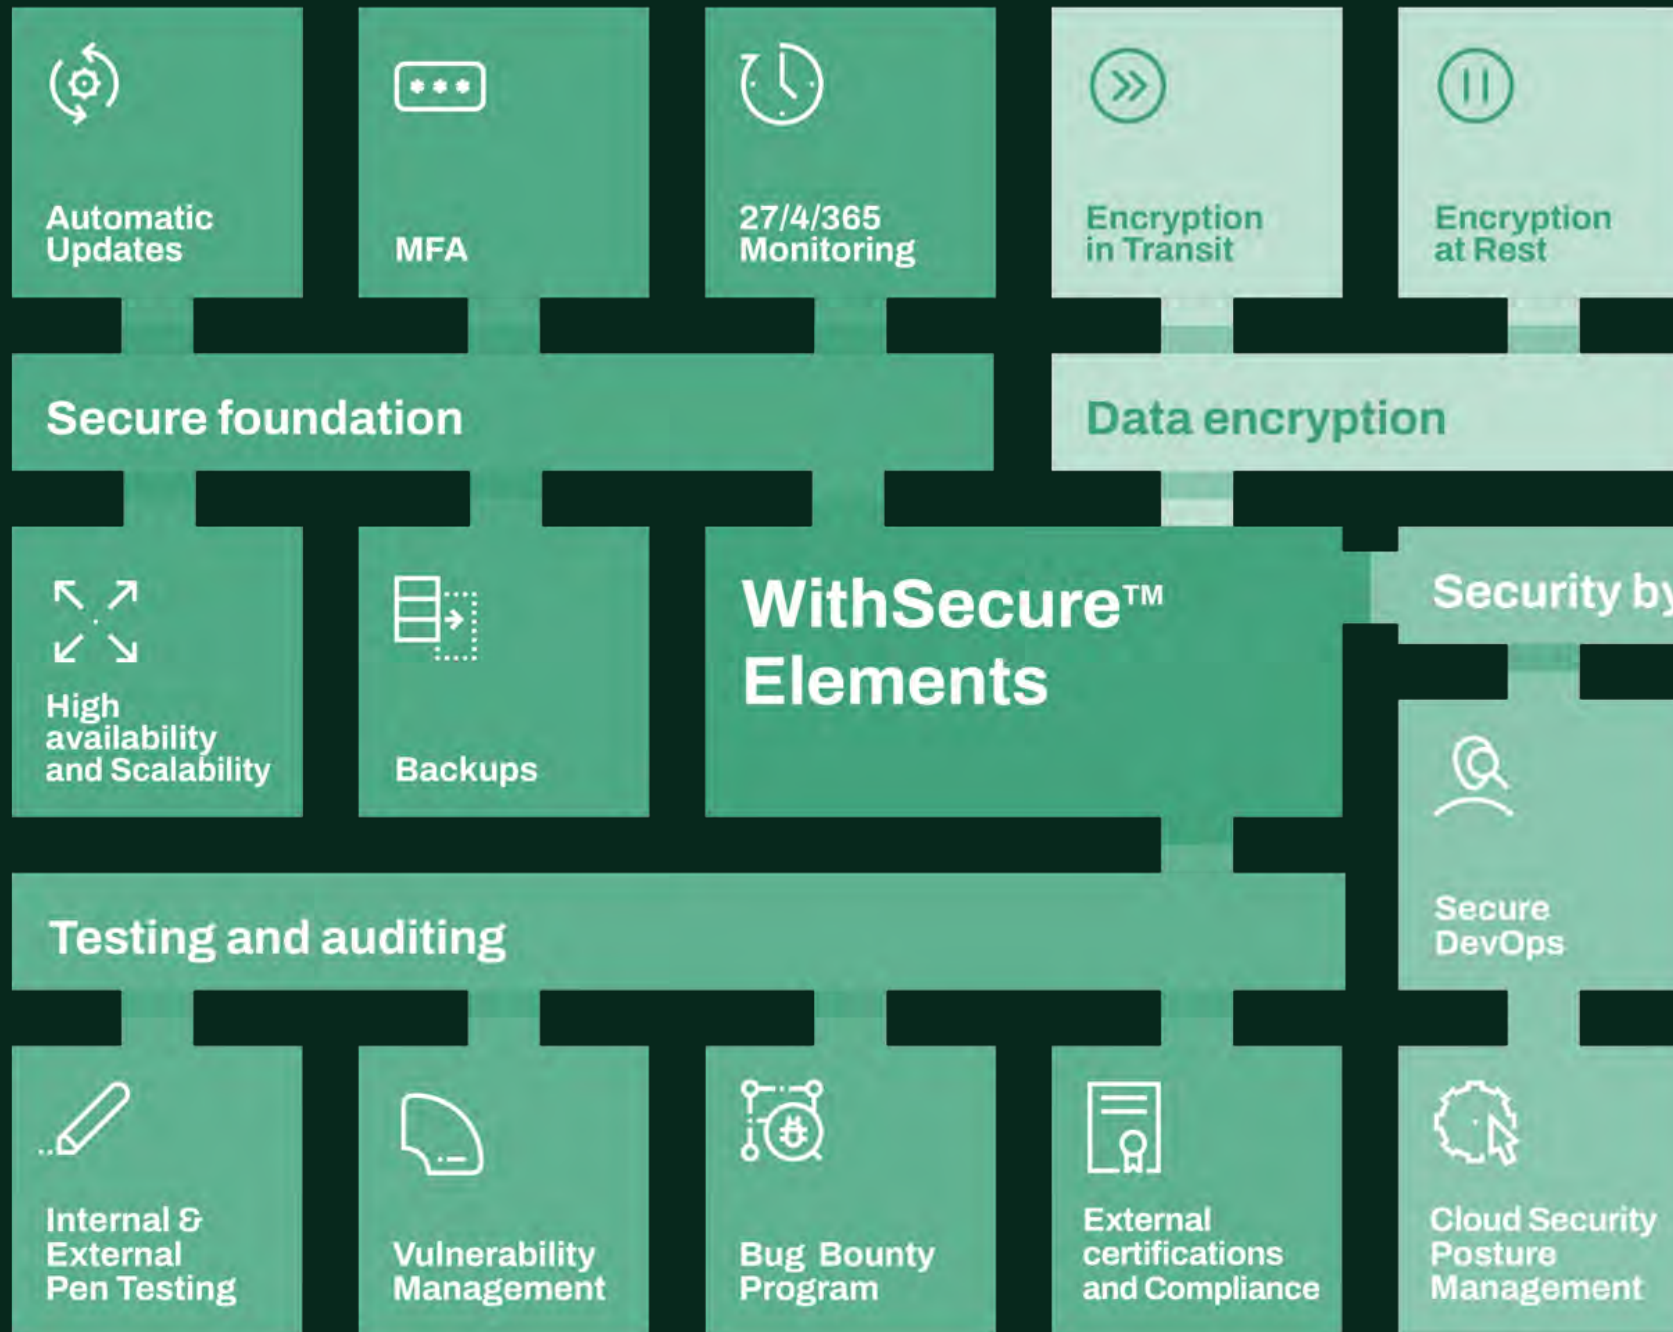 Automatic
Updates
MFA
27/4/365
Monitoring
Encryption
in Transit
Encryption
at Rest
Secure foundation
Data encryption
High
availability
and Scalability
Backups
WithSecure™
Elements
Security by
Secure
DevOps
Testing and auditing
Internal &
External
Pen Testing
Vulnerability
Management
Bug Bounty
Program
External
certifications
and Compliance
Cloud Security
Posture
Management